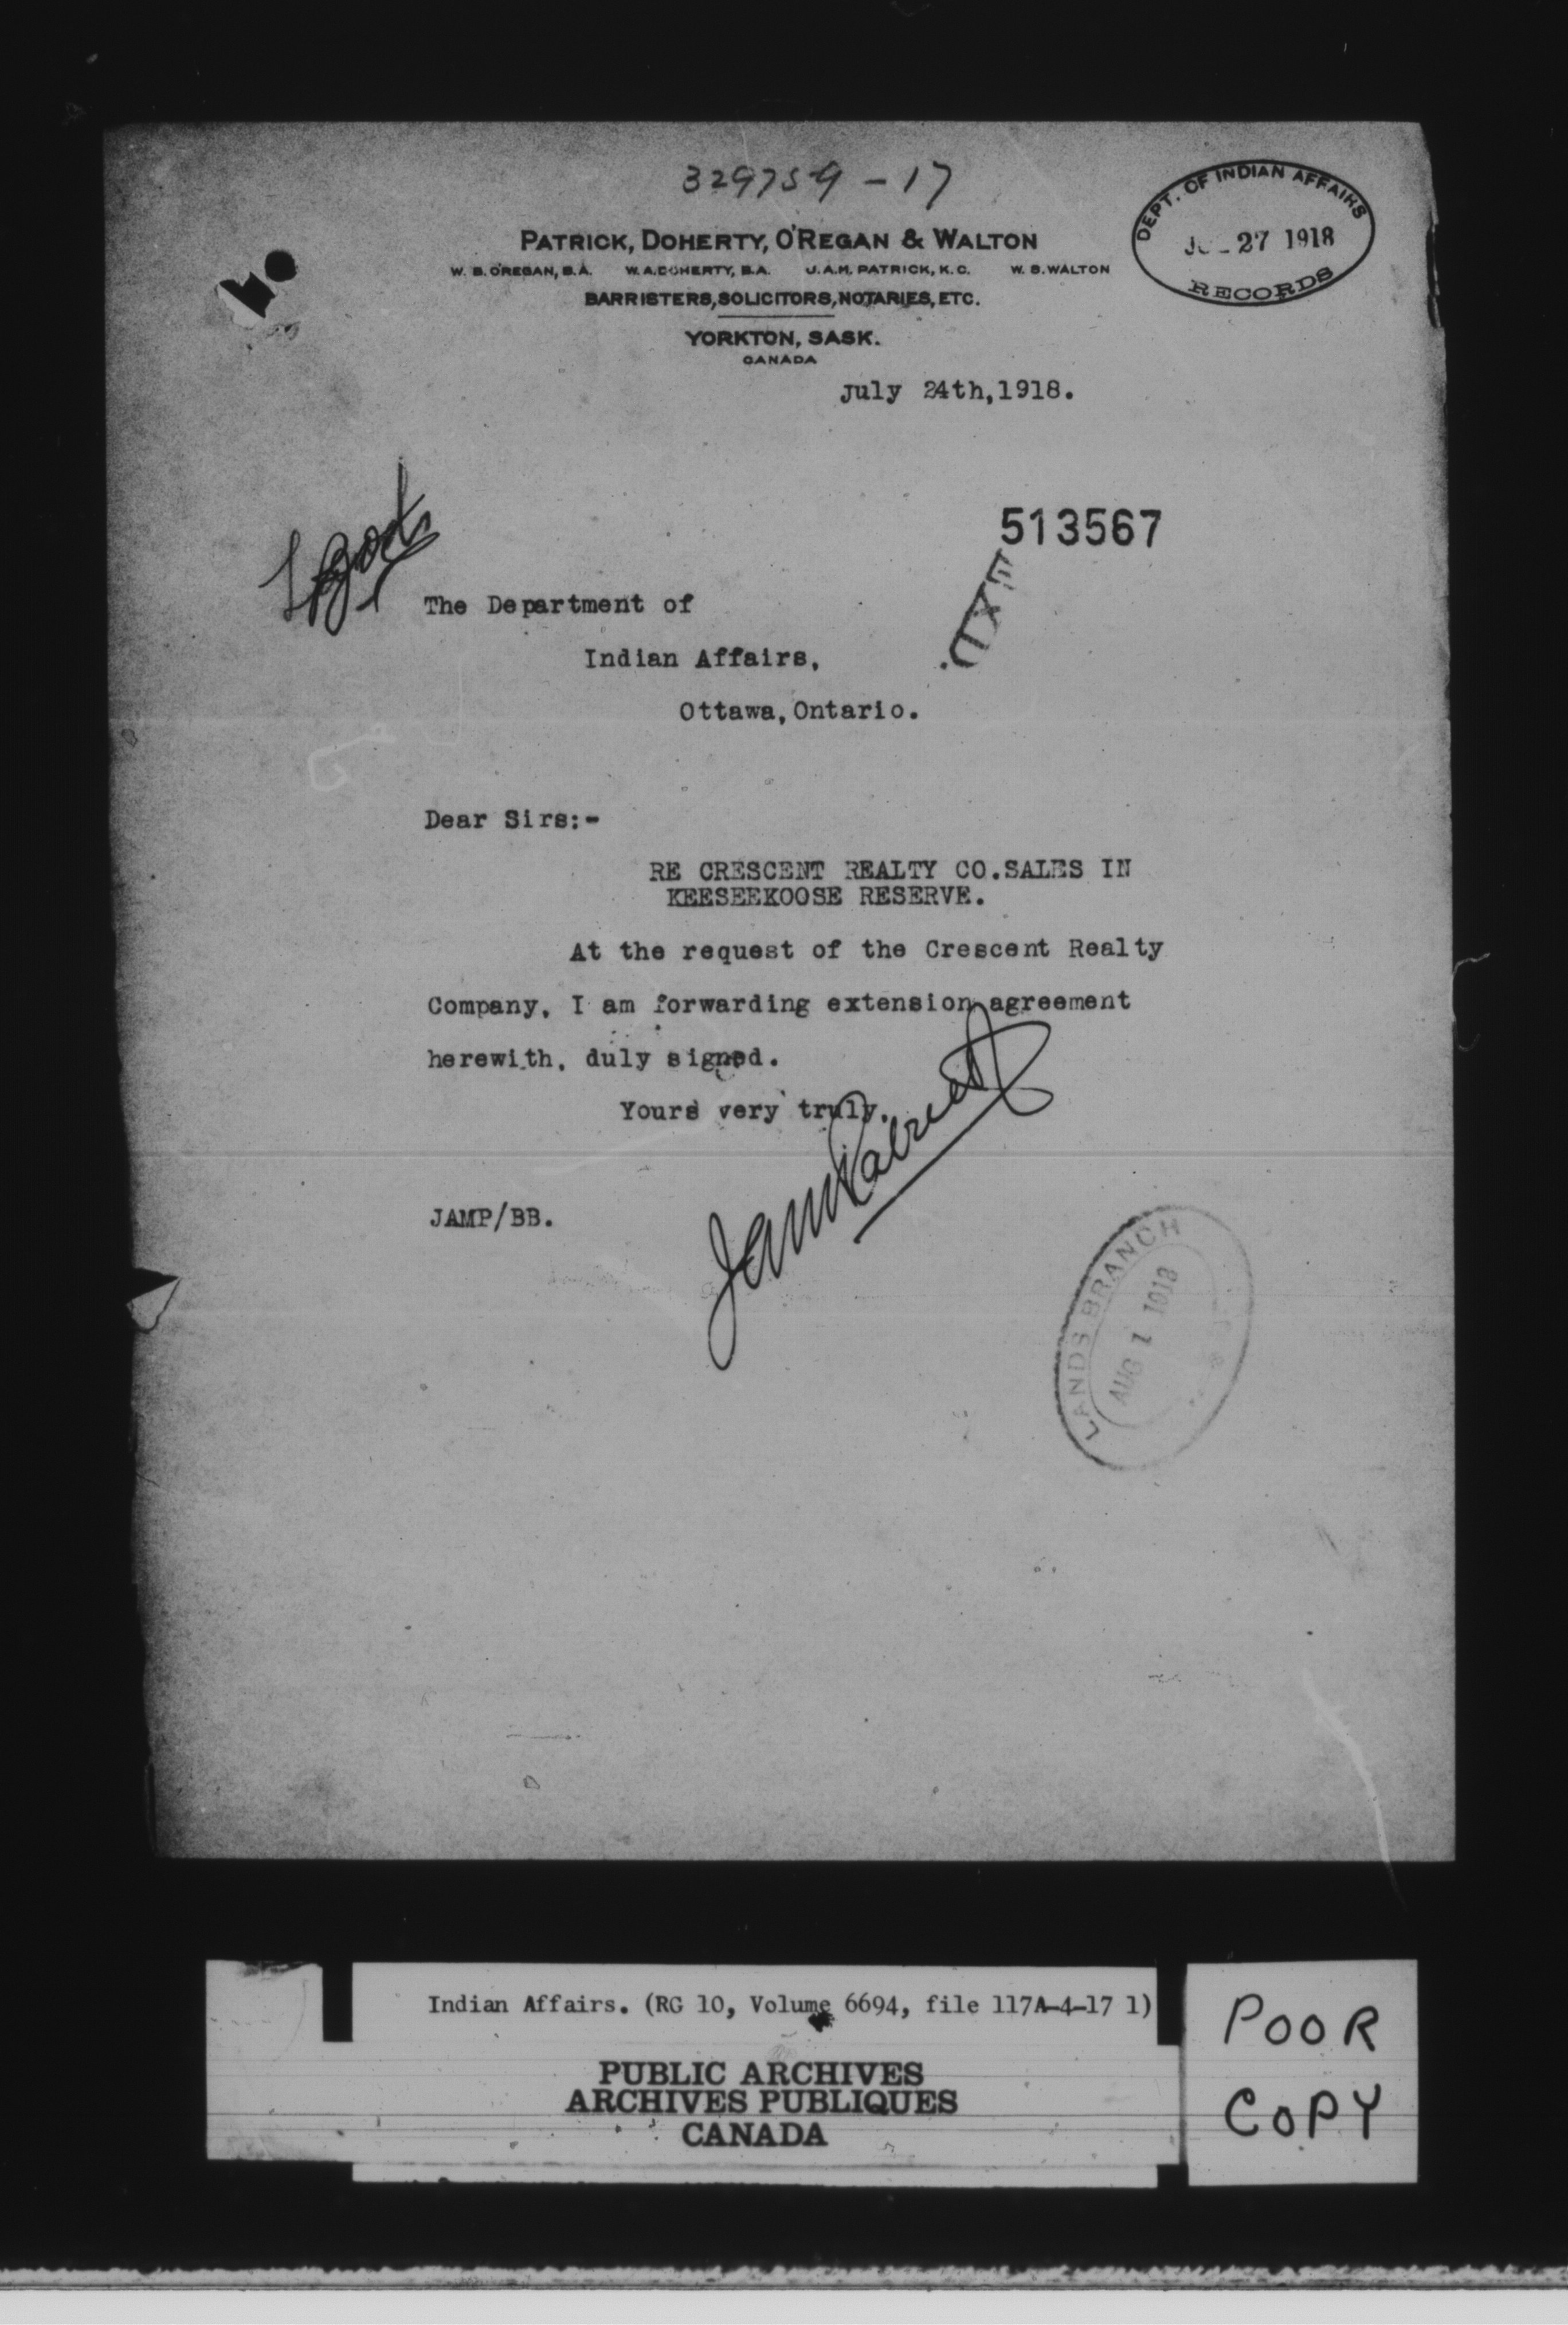 329759-17
DEPT. OF INDIAN AFFAIRS
27 1918
RECORDS
PATRICK, DOHERTY, O'REGAN & WALTON
W. B. O'REGAN, B.A. W. A. DOHERTY, B.A. J.A.M. PATRICK, K.C. W. B. WALTON
BARRISTERS, SOLICITORS, NOTARIES, ETC.
YORKTON, SASK.
CANADA
July 24th, 1918.
513567
The Department of
Indian Affairs,
Ottawa, Ontario.
Dear Sirs:-
RE CRESCENT REALTY CO. SALES IN
KEESEEKOOSE RESERVE.
At the request of the Crescent Realty
Company, I am forwarding extension agreement
herewith, duly signed.
Yours very truly,
JAMPatrick
JAMP/BB.
LANDS BRANCH
AUG 1 1918
Indian Affairs. (RG 10, Volume 6694, file 117A-4-17 1)
PUBLIC ARCHIVES
ARCHIVES PUBLIQUES
CANADA
POOR
COPY